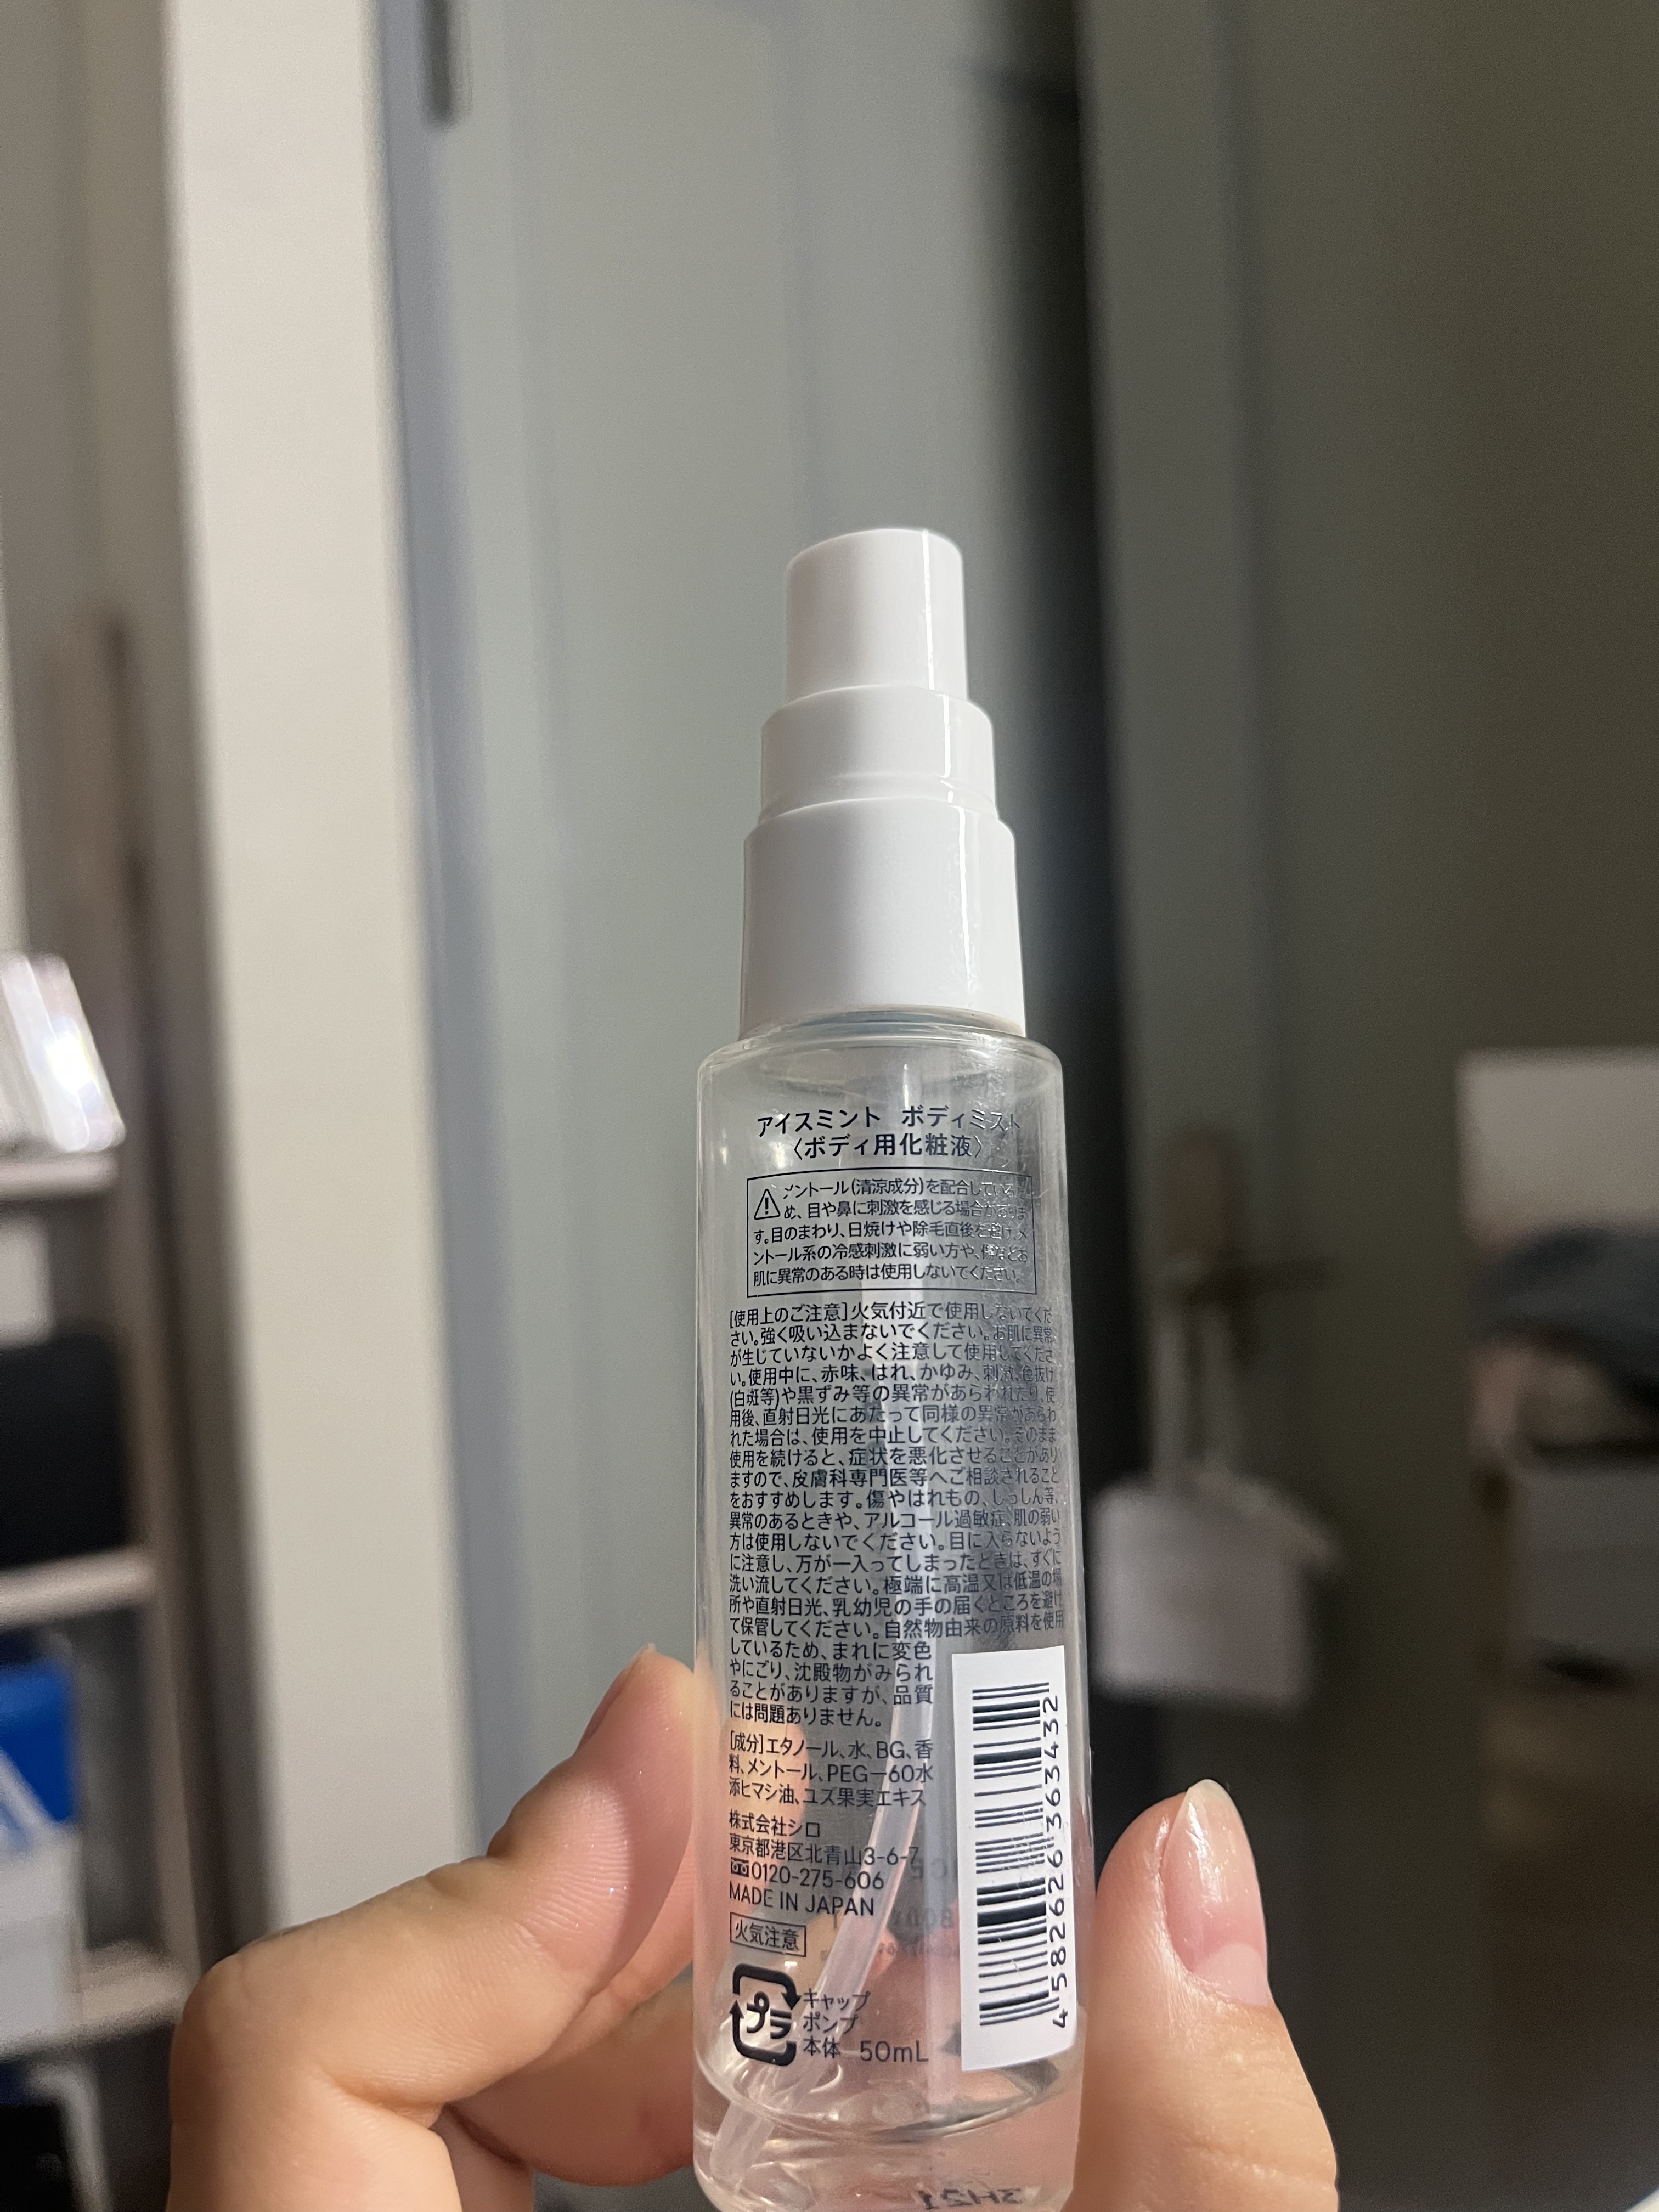 アイスミント ボディミスト
〈ボディ用化粧液〉
メントール(清涼成分)を配合しているた
め、目や鼻に刺激を感じる場合がありま
す。目のまわり、日焼けや除毛直後を避け、メ
ントール系の冷感刺激に弱い方や、傷などお
肌に異常のある時は使用しないでください。
[使用上のご注意]火気付近で使用しないでくだ
さい。強く吸い込まないでください。お肌に異常
が生じていないかよく注意して使用してくださ
い。使用中に、赤味、はれ、かゆみ、刺激、色抜け
(白斑等)や黒ずみ等の異常があらわれたり、使
用後、直射日光にあたって同様の異常があらわ
れた場合は、使用を中止してください。そのまま
使用を続けると、症状を悪化させることがあり
ますので、皮膚科専門医等へご相談されること
をおすすめします。傷やはれもの、しっしん等、
異常のあるときや、アルコール過敏症、肌の弱い
方は使用しないでください。目に入らないよう
に注意し、万が一入ってしまったときは、すぐに
洗い流してください。極端に高温又は低温の場
所や直射日光、乳幼児の手の届くところを避け
て保管してください。自然物由来の原料を使用
しているため、まれに変色
やにごり、沈殿物がみられ
ることがありますが、品質
には問題ありません。
[成分]エタノール、水、BG、香
料、メントール、PEG−60水
添ヒマシ油、ユズ果実エキス
株式会社シロ
東京都港区北青山3-6-7
0120-275-606
MADE IN JAPAN
火気注意
プラ
キャップ
ポンプ
本体 50mL
4582626363432